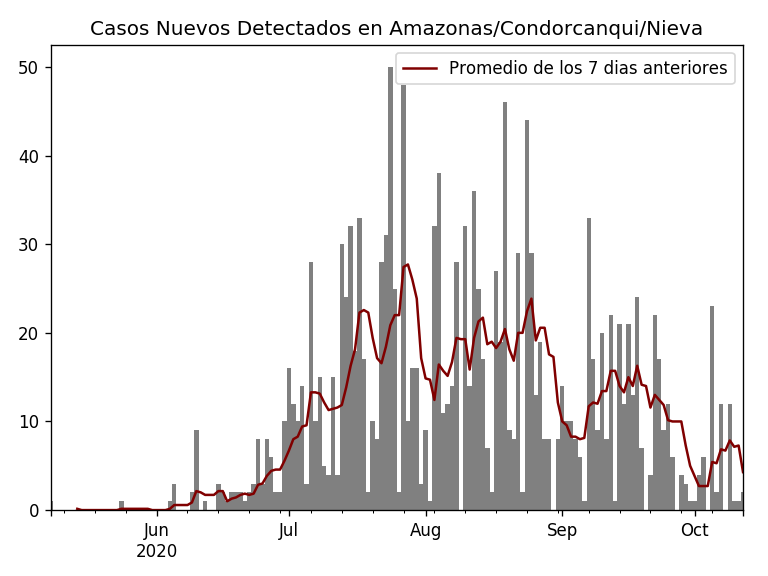 Casos Nuevos Detectados en Amazonas/Condorcanqui/Nieva
Promedio de los 7 dias anteriores
50
40
30
20
10
0
Jun
2020
Jul
Aug
Sep
Oct